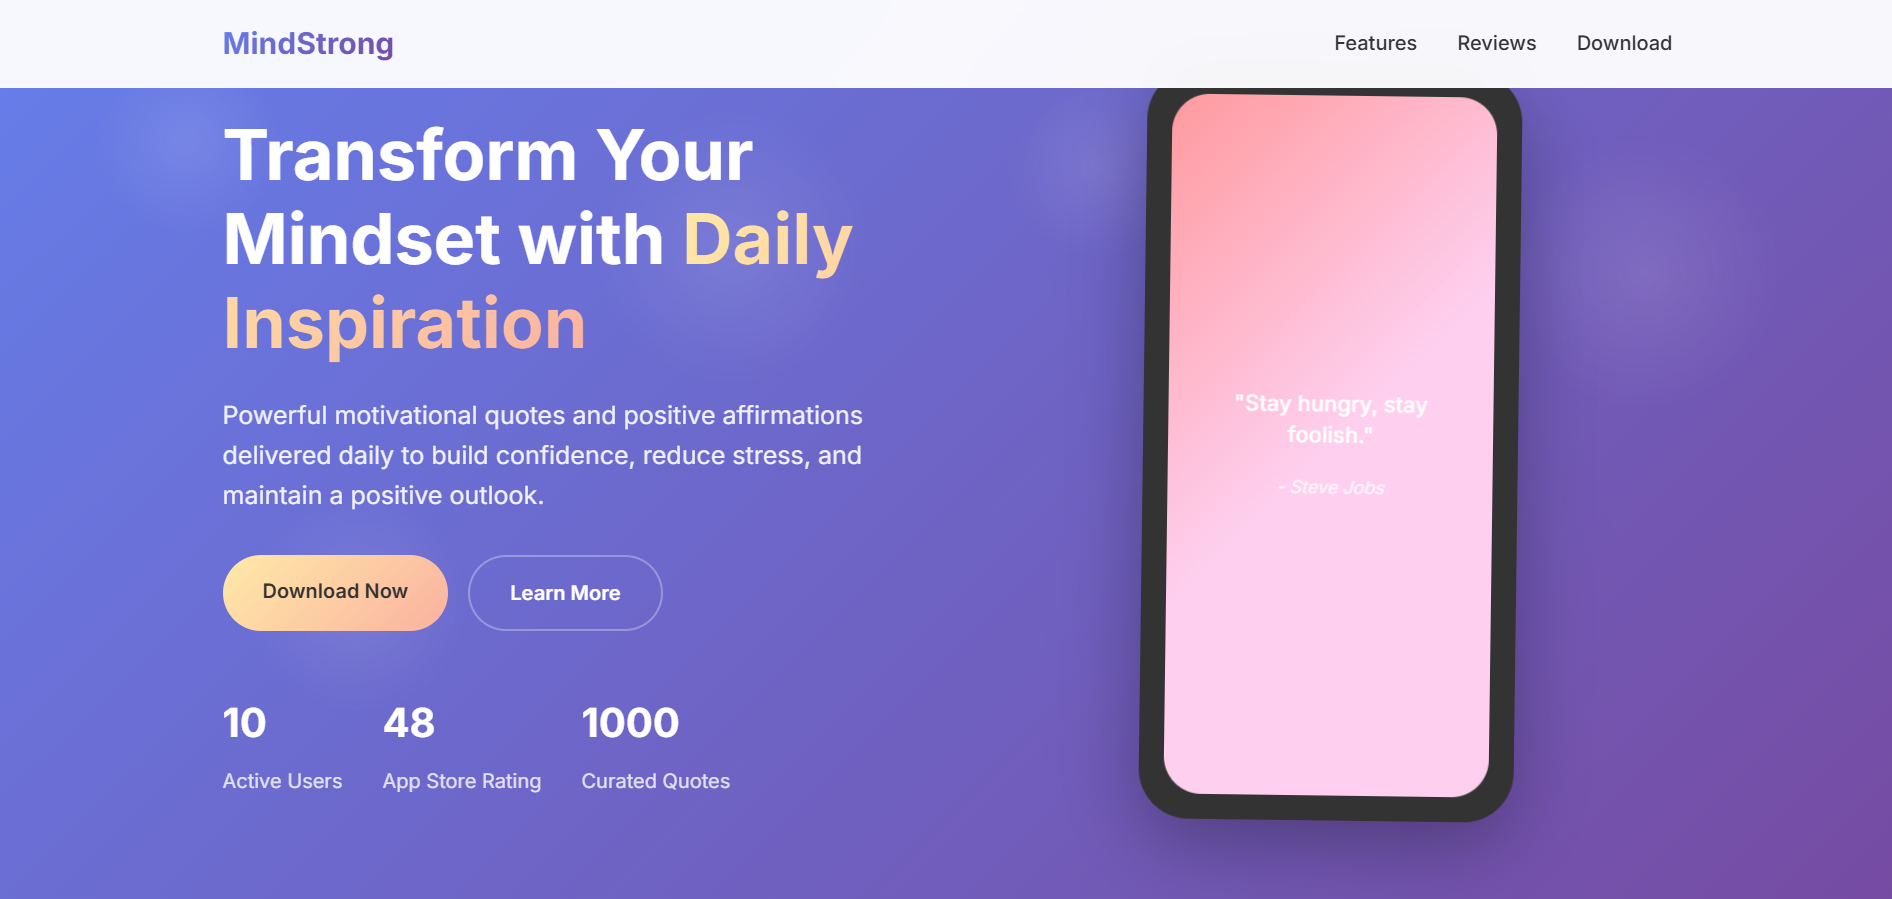 MindStrong
Features
Reviews
Download
Transform Your
Mindset with Daily
Inspiration
Powerful motivational quotes and positive affirmations
delivered daily to build confidence, reduce stress, and
maintain a positive outlook.
Download Now
Learn More
10
Active Users
48
App Store Rating
1000
Curated Quotes
"Stay hungry, stay
foolish."
- Steve Jobs